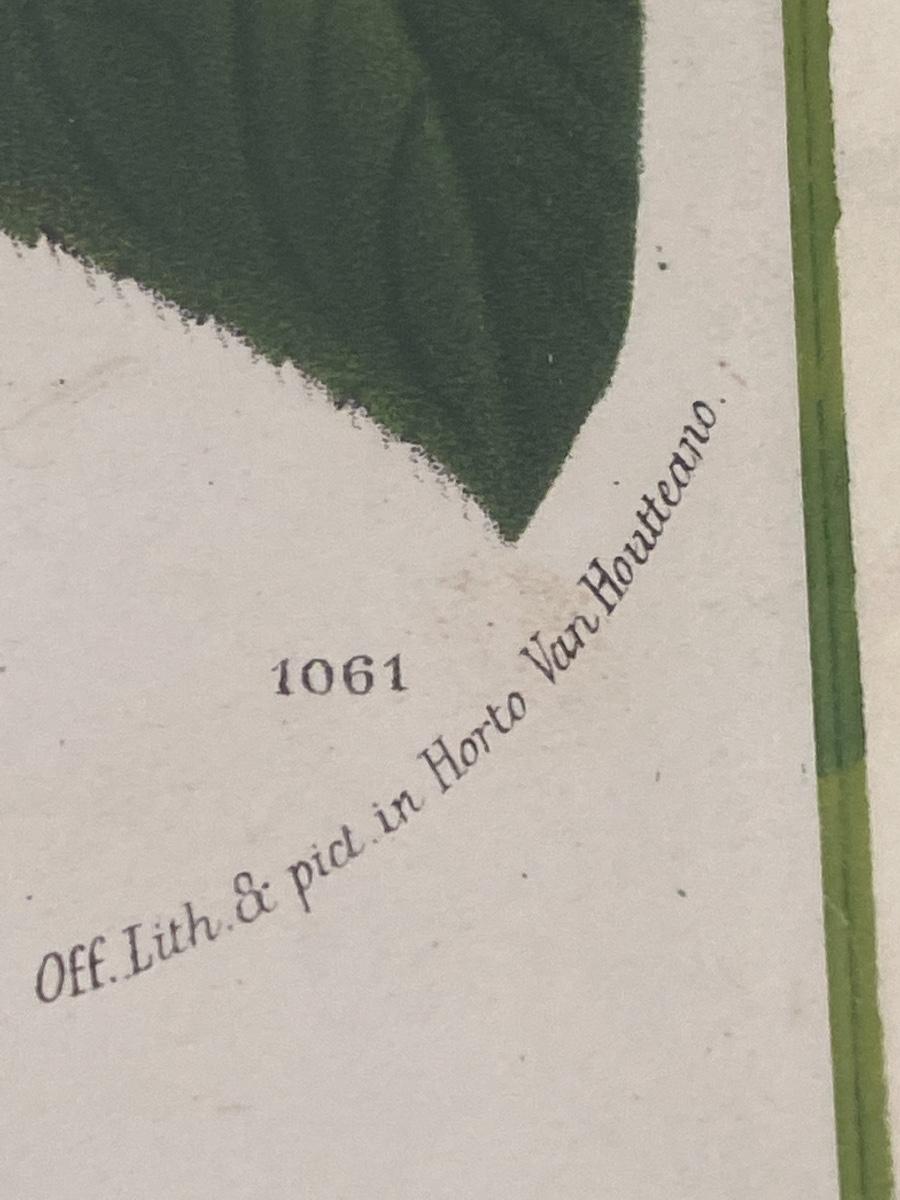 1061
Off. Lith. & pict. in Horto Van Houtteano.